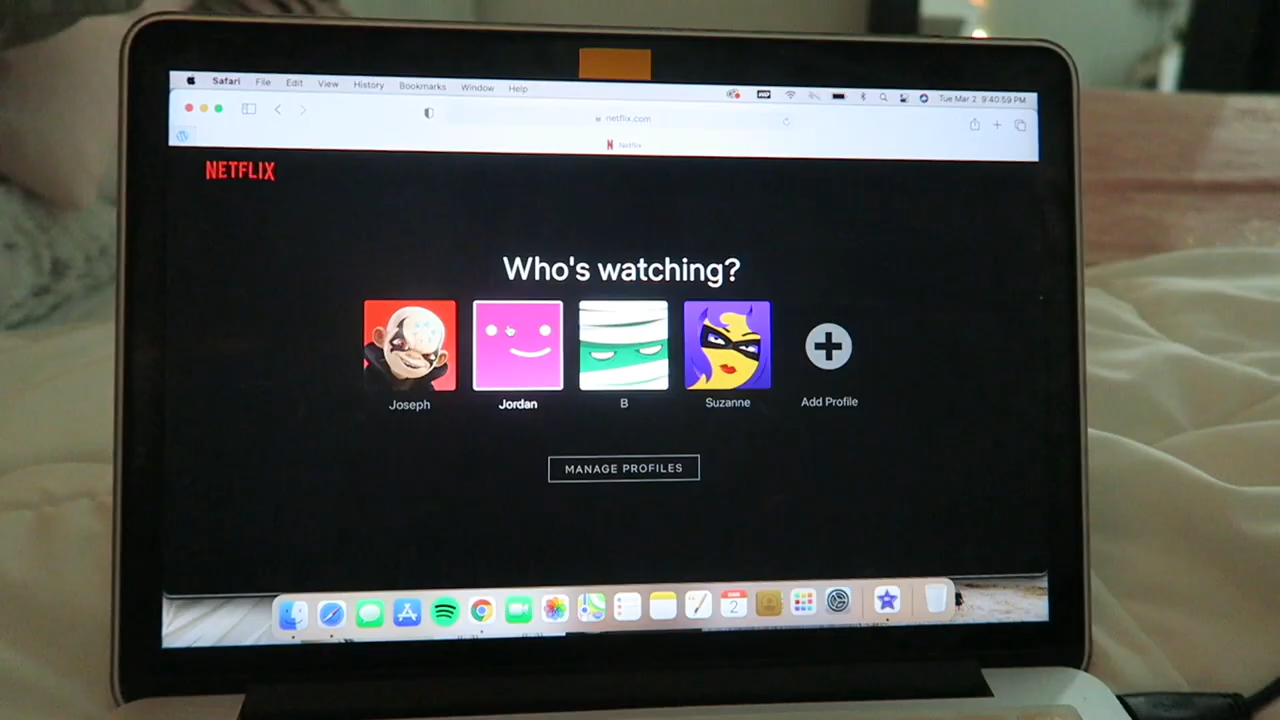 Safari File Edit View History Bookmarks Window Help Tue Mar 2 9:40:59 PM
netflix.com
Netflix
NETFLIX
Who's watching?
Joseph Jordan B Suzanne Add Profile
MANAGE PROFILES
2